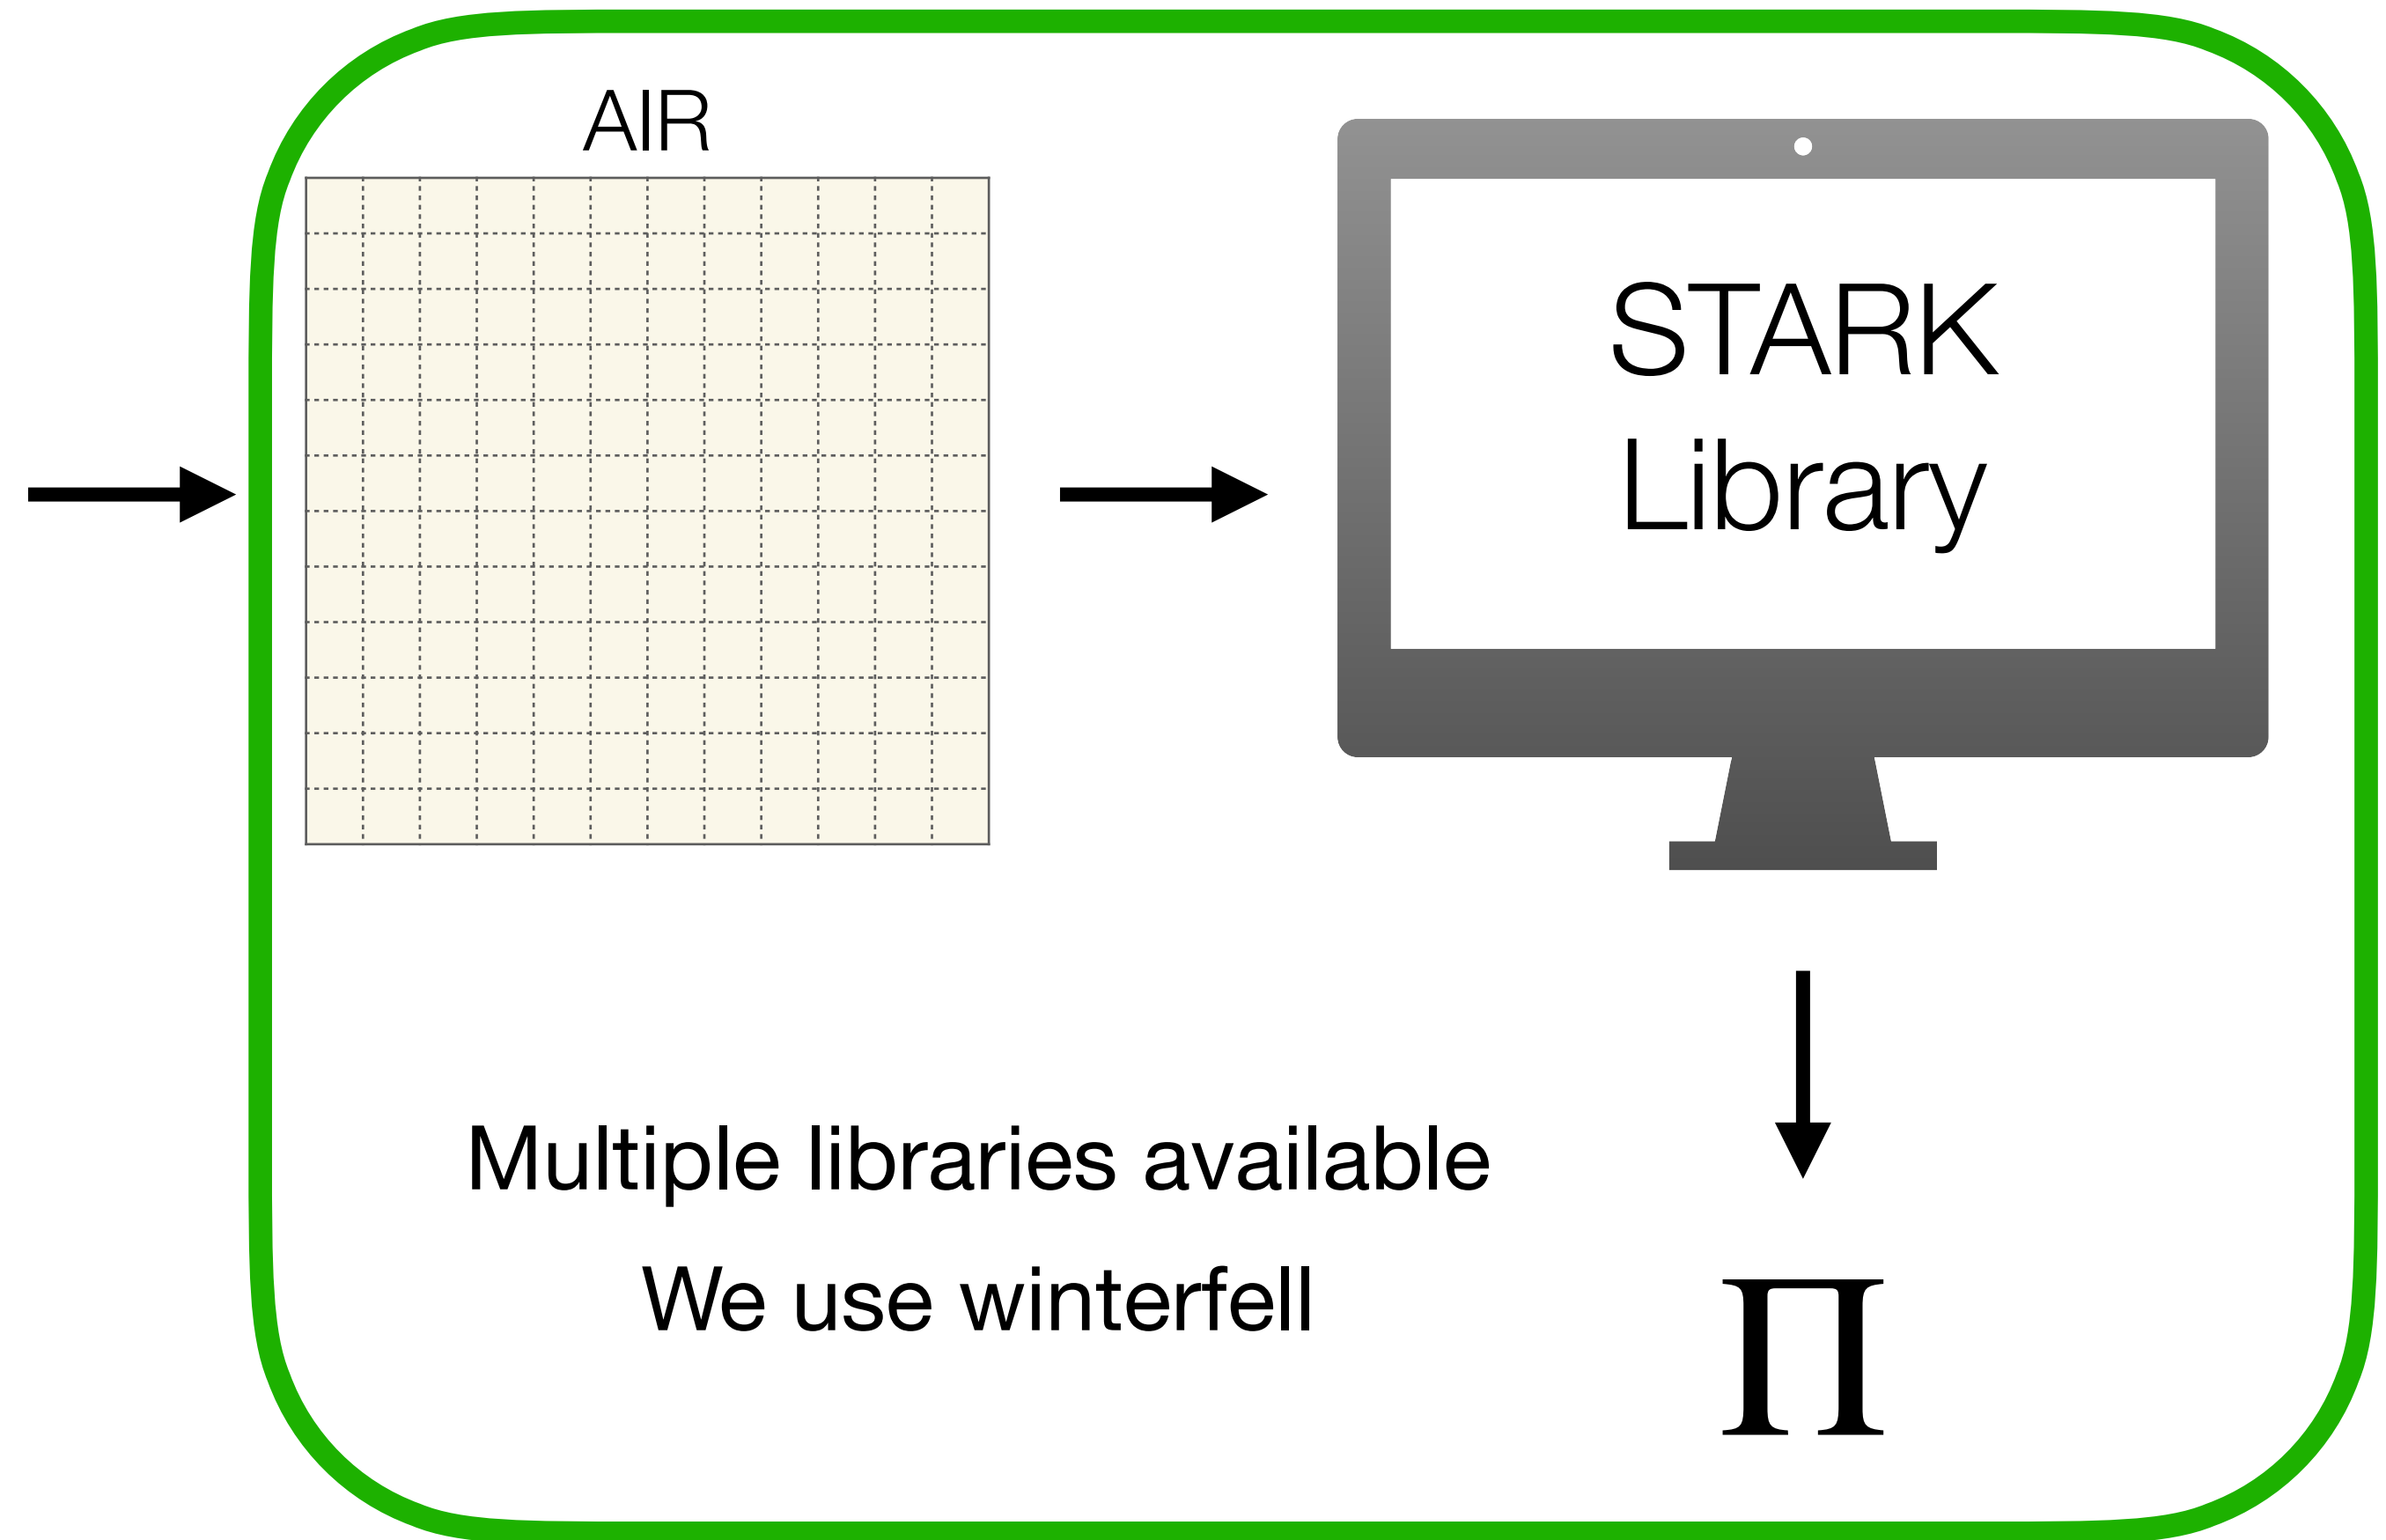 AIR
STARK
Library
Multiple libraries available
We use winterfell
Π